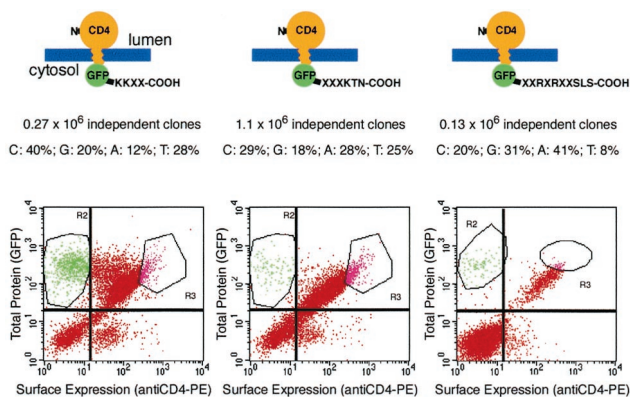 N CD4 lumen
cytosol GFP KKXX-COOH
N CD4
GFP XXXKTN-COOH
N CD4
GFP XXRXRXXSLS-COOH
0.27 x 10⁶ independent clones
C: 40%; G: 20%; A: 12%; T: 28%
1.1 x 10⁶ independent clones
C: 29%; G: 18%; A: 28%; T: 25%
0.13 x 10⁶ independent clones
C: 20%; G: 31%; A: 41%; T: 8%
Total Protein (GFP)
10⁴
10³
10²
10¹
10⁰
R2
R3
10⁰ 10¹ 10² 10³ 10⁴
Surface Expression (antiCD4-PE)
Total Protein (GFP)
10⁴
10³
10²
10¹
10⁰
R2
R3
10⁰ 10¹ 10² 10³ 10⁴
Surface Expression (antiCD4-PE)
Total Protein (GFP)
10⁴
10³
10²
10¹
10⁰
R2
R3
10⁰ 10¹ 10² 10³ 10⁴
Surface Expression (antiCD4-PE)